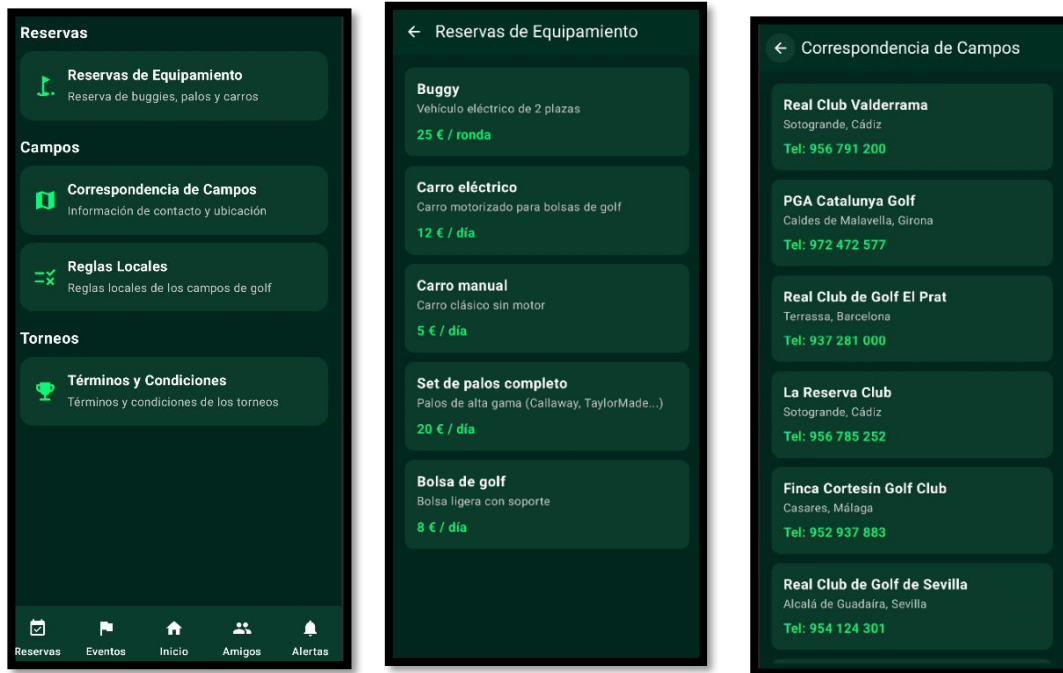 Reservas
Reservas de Equipamiento
Reserva de buggies, palos y carros
Campos
Correspondencia de Campos
Información de contacto y ubicación
Reglas Locales
Reglas locales de los campos de golf
Torneos
Términos y Condiciones
Términos y condiciones de los torneos
Reservas
Eventos
Inicio
Amigos
Alertas
Reservas de Equipamiento
Buggy
Vehículo eléctrico de 2 plazas
25 € / ronda
Carro eléctrico
Carro motorizado para bolsas de golf
12 € / día
Carro manual
Carro clásico sin motor
5 € / día
Set de palos completo
Palos de alta gama (Callaway, TaylorMade...)
20 € / día
Bolsa de golf
Bolsa ligera con soporte
8 € / día
Correspondencia de Campos
Real Club Valderrama
Sotogrande, Cádiz
Tel: 956 791 200
PGA Catalunya Golf
Caldes de Malavella, Girona
Tel: 972 472 577
Real Club de Golf El Prat
Terrassa, Barcelona
Tel: 937 281 000
La Reserva Club
Sotogrande, Cádiz
Tel: 956 785 252
Finca Cortesín Golf Club
Casares, Málaga
Tel: 952 937 883
Real Club de Golf de Sevilla
Alcalá de Guadaíra, Sevilla
Tel: 954 124 301